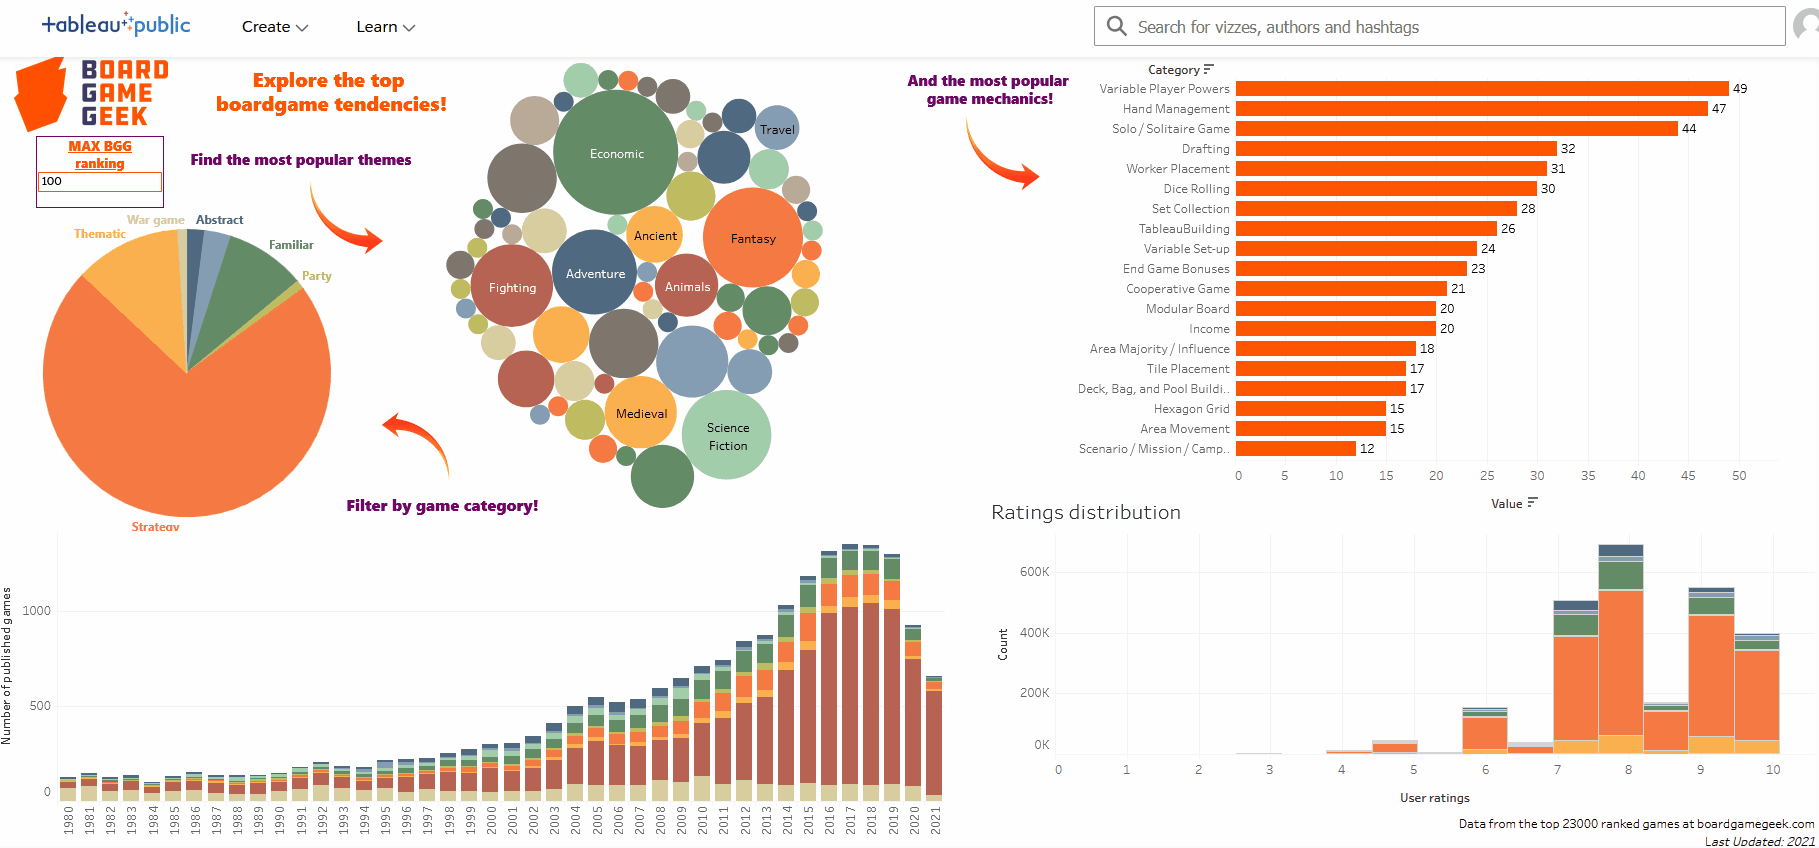 tableau public
Create
Learn
Search for vizzes, authors and hashtags
BOARD
GAME
GEEK
MAX BGG
ranking
100
Explore the top
boardgame tendencies!
Find the most popular themes
War game
Abstract
Thematic
Familiar
Party
Strategy
Filter by game category!
Economic
Travel
Ancient
Fantasy
Adventure
Fighting
Animals
Medieval
Science
Fiction
And the most popular
game mechanics!
Category
Variable Player Powers 49
Hand Management 47
Solo / Solitaire Game 44
Drafting 32
Worker Placement 31
Dice Rolling 30
Set Collection 28
TableauBuilding 26
Variable Set-up 24
End Game Bonuses 23
Cooperative Game 21
Modular Board 20
Income 20
Area Majority / Influence 18
Tile Placement 17
Deck, Bag, and Pool Buildi.. 17
Hexagon Grid 15
Area Movement 15
Scenario / Mission / Camp.. 12
0 5 10 15 20 25 30 35 40 45 50
Value
Number of published games
1000
500
0
1980 1981 1982 1983 1984 1985 1986 1987 1988 1989 1990 1991 1992 1993 1994 1995 1996 1997 1998 1999 2000 2001 2002 2003 2004 2005 2006 2007 2008 2009 2010 2011 2012 2013 2014 2015 2016 2017 2018 2019 2020 2021
Ratings distribution
Count
600K
400K
200K
0K
0 1 2 3 4 5 6 7 8 9 10
User ratings
Data from the top 23000 ranked games at boardgamegeek.com
Last Updated: 2021